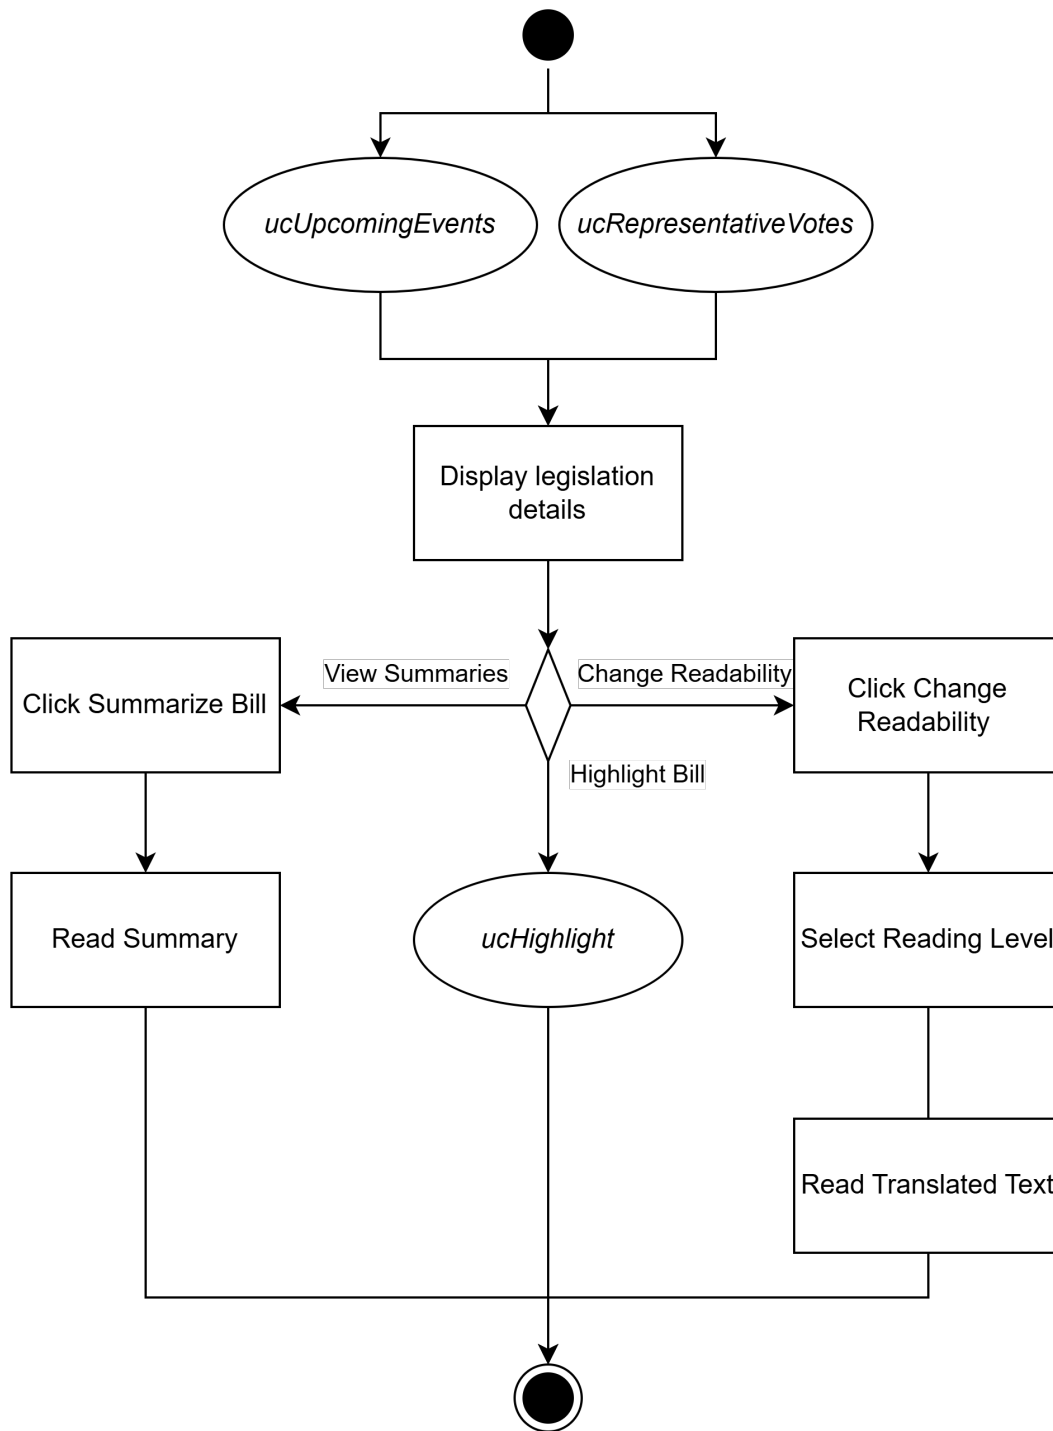 ucUpcomingEvents
ucRepresentativeVotes
Display legislation
details
View Summaries
Change Readability
Click Summarize Bill
Click Change
Readability
Highlight Bill
Read Summary
ucHighlight
Select Reading Level
Read Translated Text